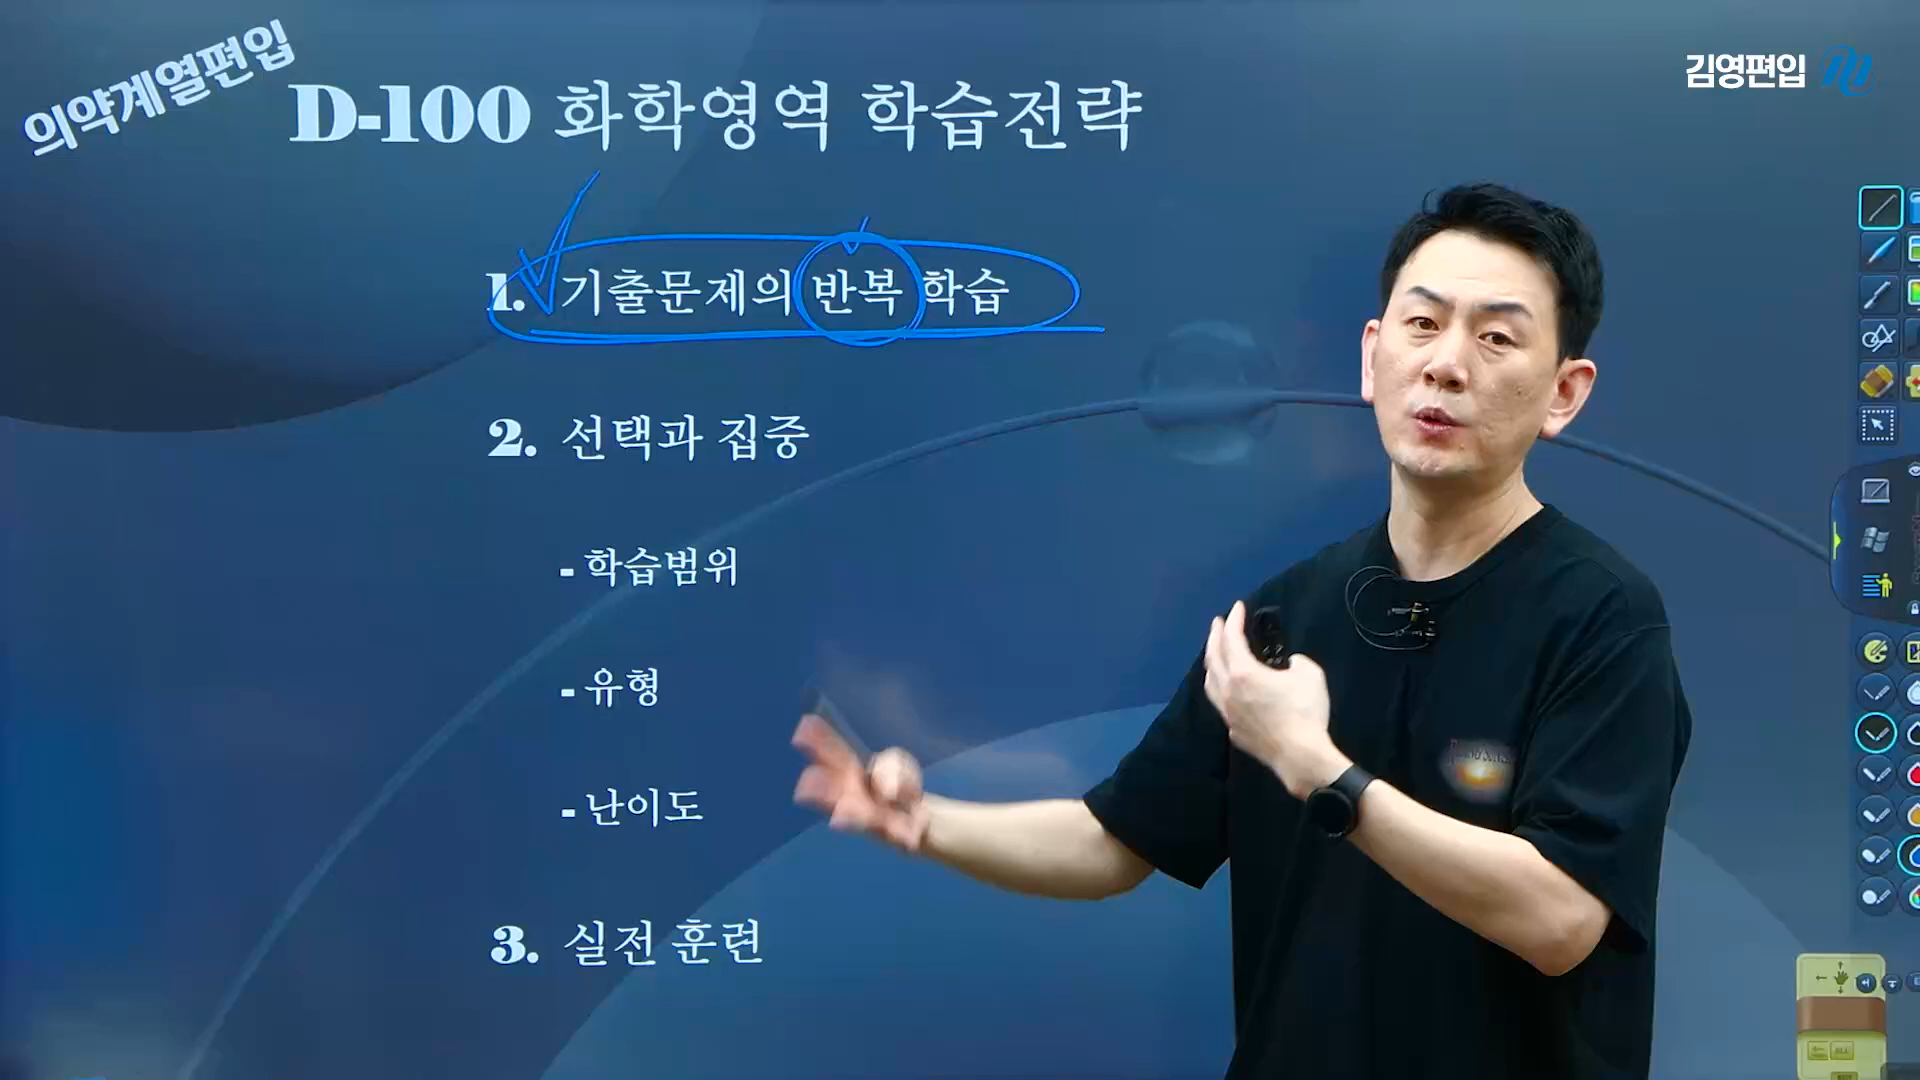 의약계열편입
김영편입
D-100 화학영역 학습전략
1. 기출문제의 반복 학습
2. 선택과 집중
- 학습범위
- 유형
- 난이도
3. 실전 훈련